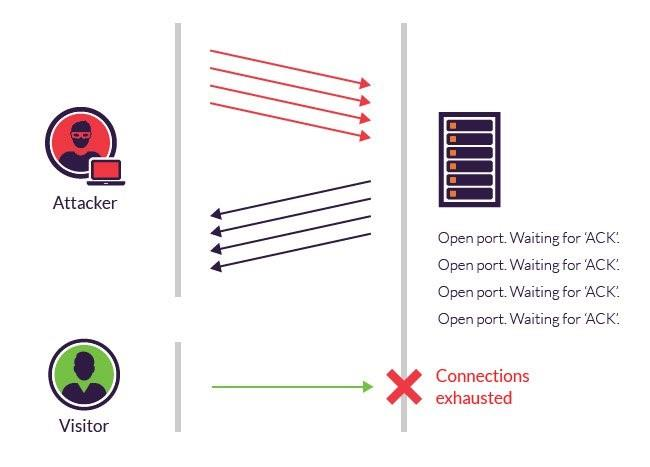 Attacker
Open port. Waiting for ‘ACK’.
Open port. Waiting for ‘ACK’.
Open port. Waiting for ‘ACK’.
Open port. Waiting for ‘ACK’.
Visitor
Connections
exhausted